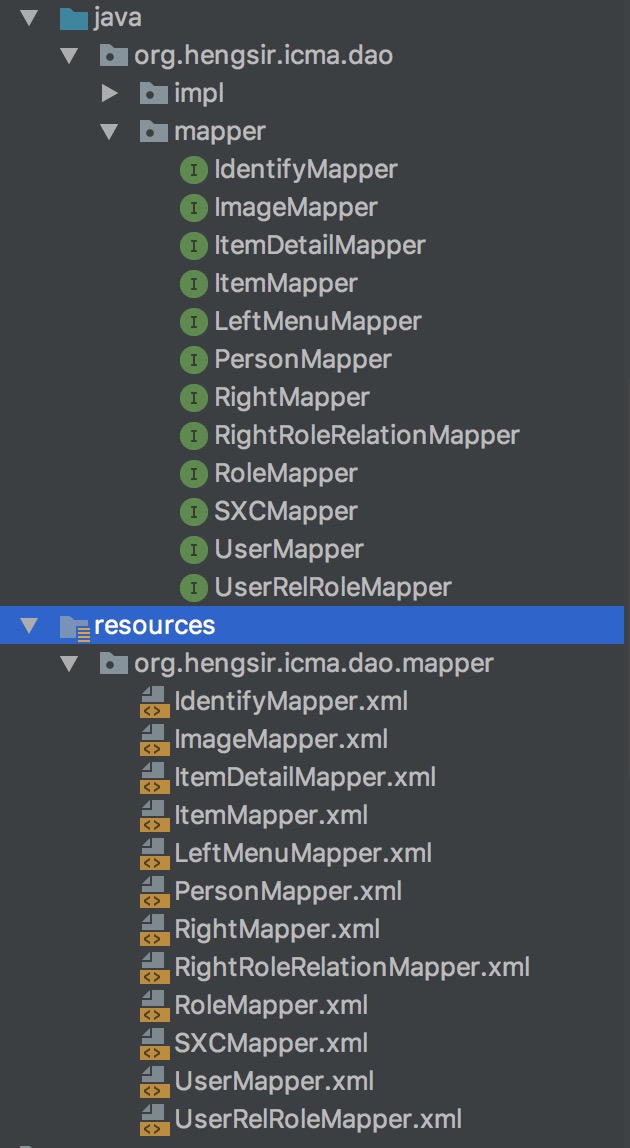 java
org.hengsir.icma.dao
impl
mapper
IdentifyMapper
ImageMapper
ItemDetailMapper
ItemMapper
LeftMenuMapper
PersonMapper
RightMapper
RightRoleRelationMapper
RoleMapper
SXCMapper
UserMapper
UserRelRoleMapper
resources
org.hengsir.icma.dao.mapper
IdentifyMapper.xml
ImageMapper.xml
ItemDetailMapper.xml
ItemMapper.xml
LeftMenuMapper.xml
PersonMapper.xml
RightMapper.xml
RightRoleRelationMapper.xml
RoleMapper.xml
SXCMapper.xml
UserMapper.xml
UserRelRoleMapper.xml